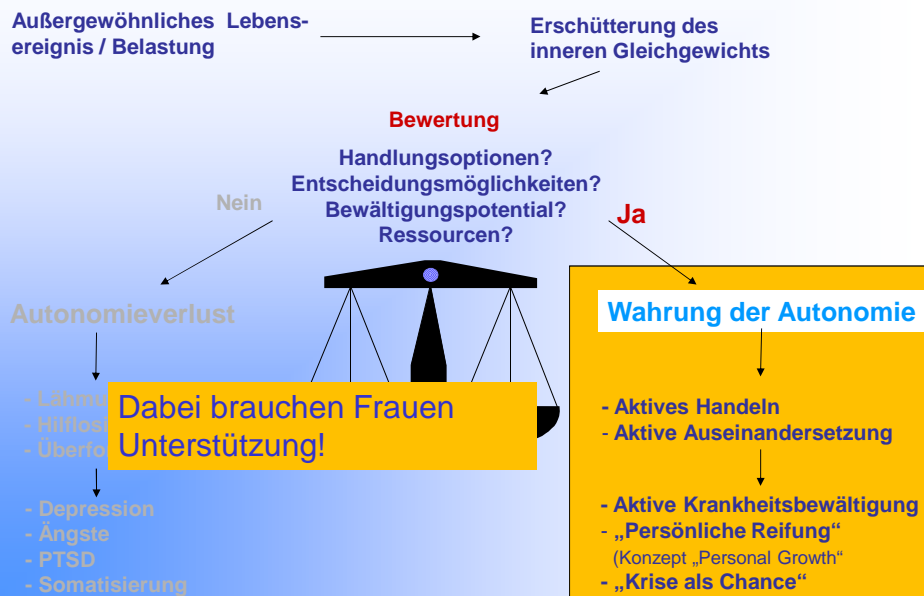 Außergewöhnliches Lebens-
ereignis / Belastung
Erschütterung des
inneren Gleichgewichts
Bewertung
Handlungsoptionen?
Entscheidungsmöglichkeiten?
Bewältigungspotential?
Ressourcen?
Nein
Ja
Autonomieverlust
- Depression
- Ängste
- PTSD
- Somatisierung
Dabei brauchen Frauen
Unterstützung!
Wahrung der Autonomie
- Aktives Handeln
- Aktive Auseinandersetzung
- Aktive Krankheitsbewältigung
- „Persönliche Reifung“
(Konzept „Personal Growth“
- „Krise als Chance“